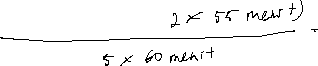 2 × 55 menit)
5 × 60 menit =